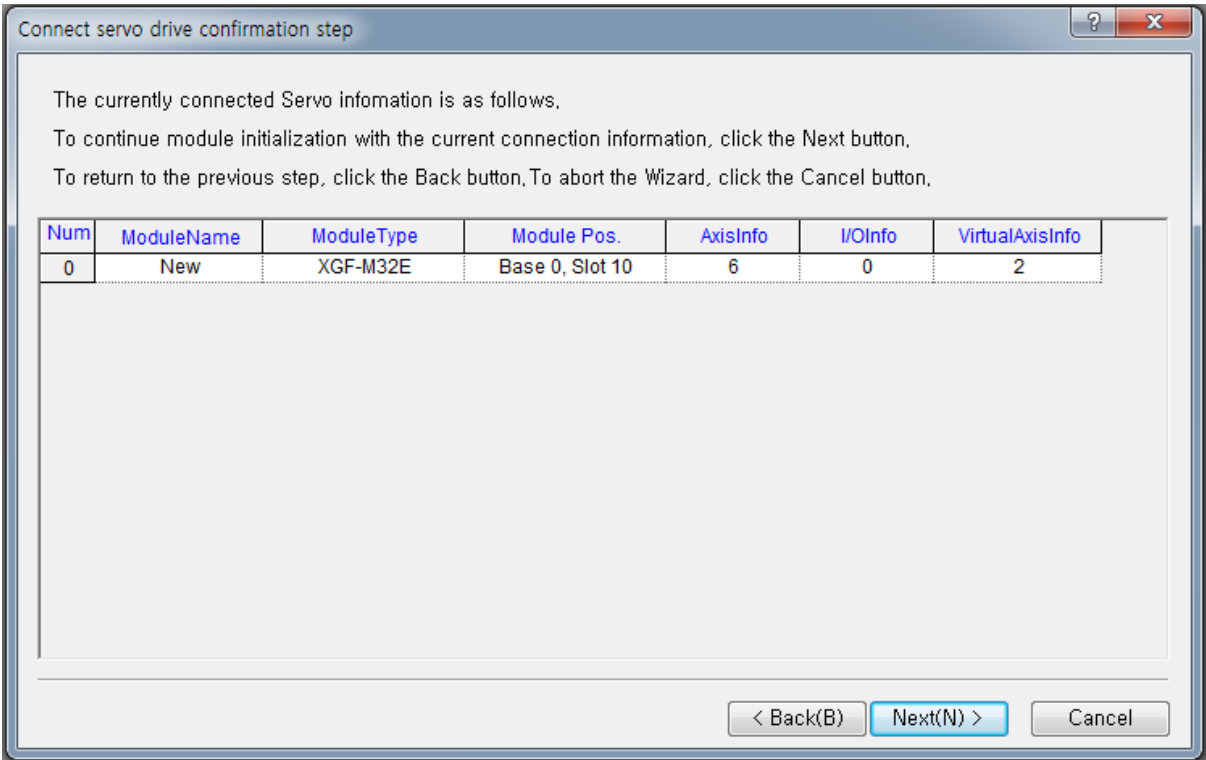 Connect servo drive confirmation step
The currently connected Servo infomation is as follows,
To continue module initialization with the current connection information, click the Next button,
To return to the previous step, click the Back button,To abort the Wizard, click the Cancel button,
Num ModuleName ModuleType Module Pos. AxisInfo I/OInfo VirtualAxisInfo
0 New XGF-M32E Base 0, Slot 10 6 0 2
< Back(B) Next(N) > Cancel